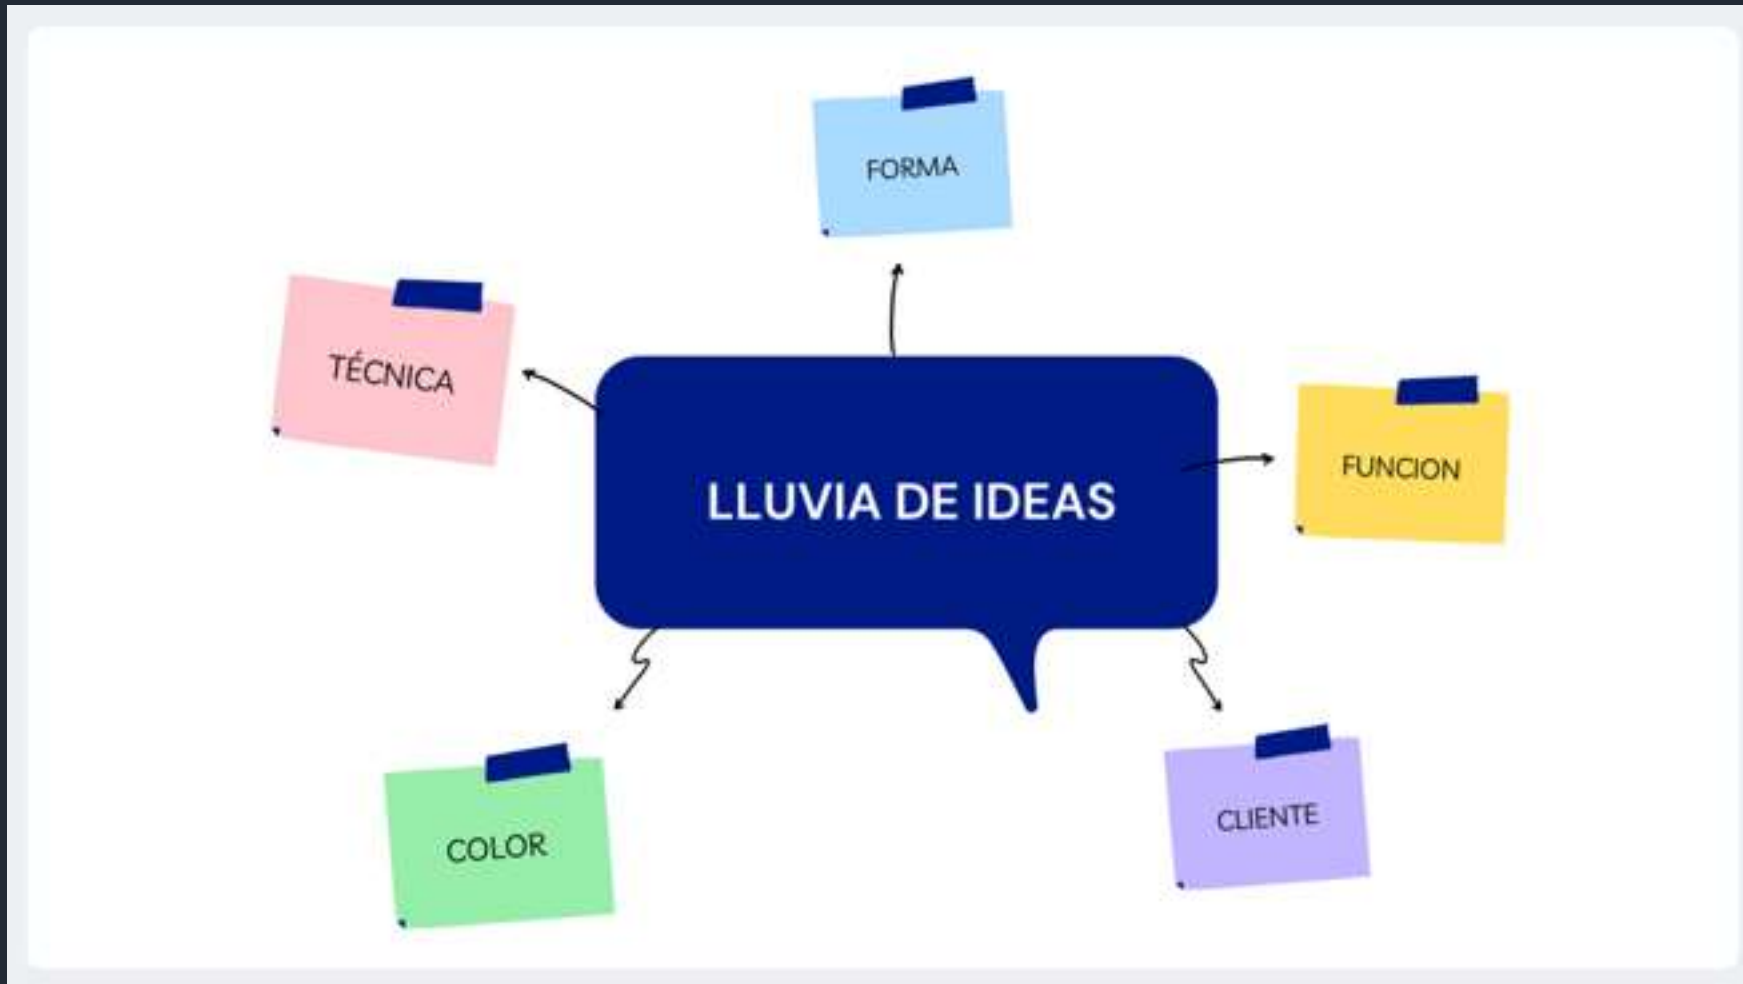 FORMA
TÉCNICA
LLUVIA DE IDEAS
FUNCION
COLOR
CLIENTE